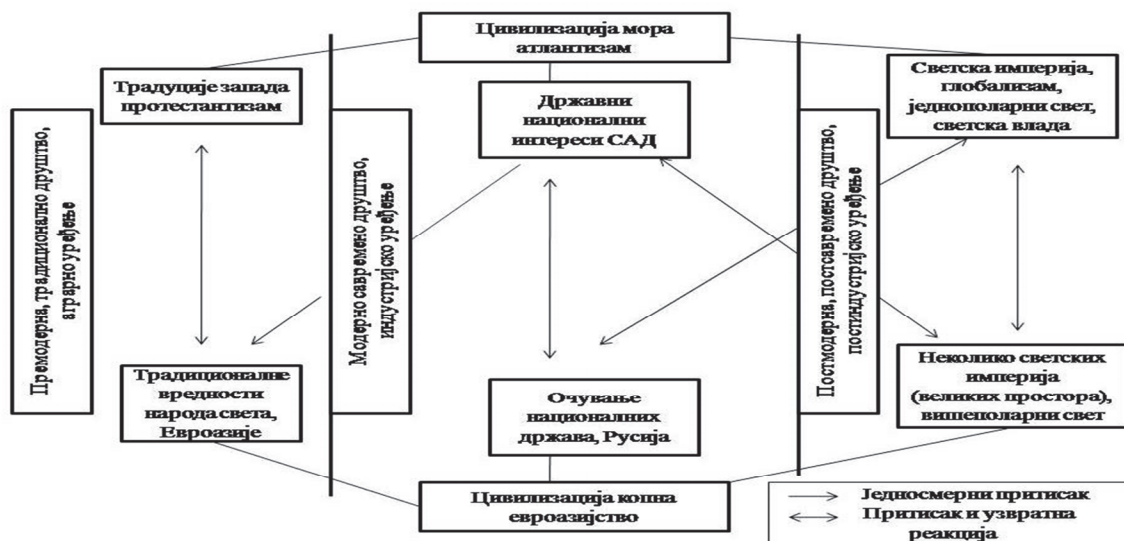 Цивилизација мора
атлантизам
Традуције запада
протестантизам
Државни
национални
интереси САД
Светска империја,
глобализам,
једнополарни свет,
светска влада
Премодерна, традиционално друштво,
аграрно уређење
Модерно савремено друштво,
индустријско уређење
Постмодерна, постсавремено друштво,
постиндустријско уређење
Традиционалне
вредности
народа света,
Евроазије
Очување
националних
држава, Русија
Неколико светских
империја
(великих простора),
вишеполарни свет
Цивилизација копна
евроазијство
Једносмерни притисак
Притисак и узвратна
реакција